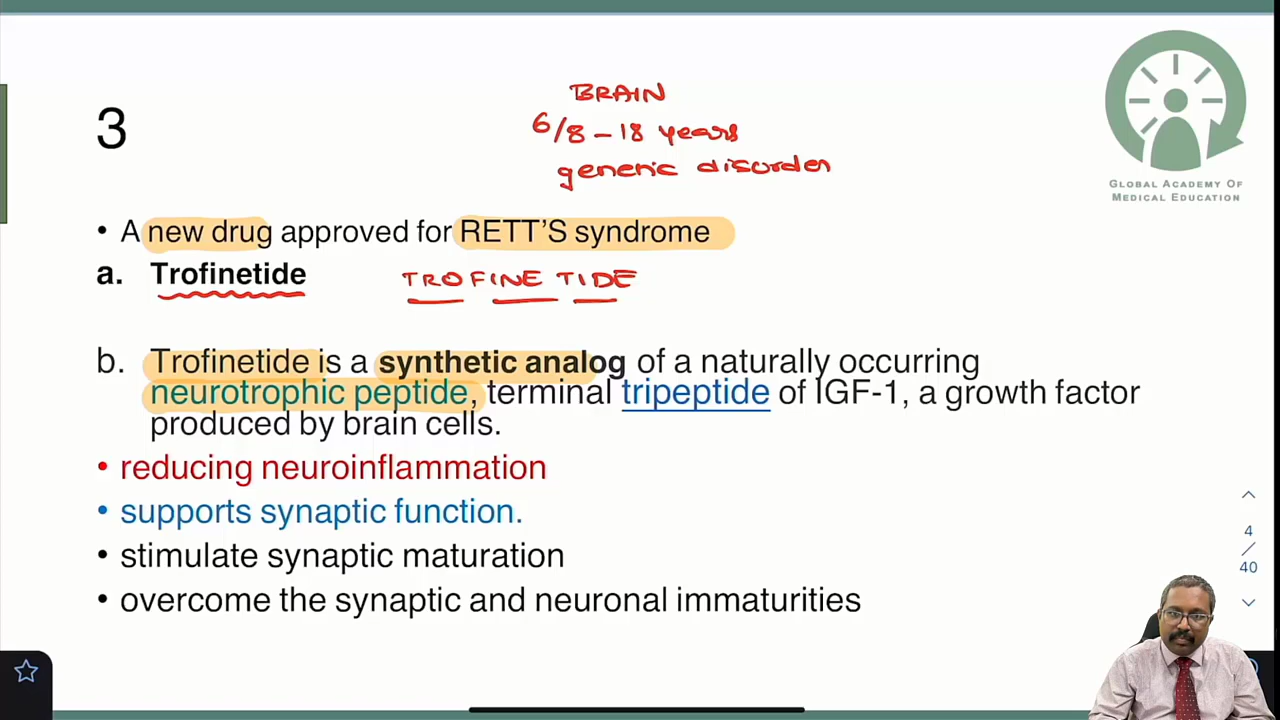 BRAIN
6/8 - 18 years
generic disorder
3
GLOBAL ACADEMY OF
MEDICAL EDUCATION
• A new drug approved for RETT'S syndrome
a. Trofinetide TROFINE TIDE
b. Trofinetide is a synthetic analog of a naturally occurring
neurotrophic peptide, terminal tripeptide of IGF-1, a growth factor
produced by brain cells.
• reducing neuroinflammation
• supports synaptic function.
• stimulate synaptic maturation
• overcome the synaptic and neuronal immaturities
4
/
40